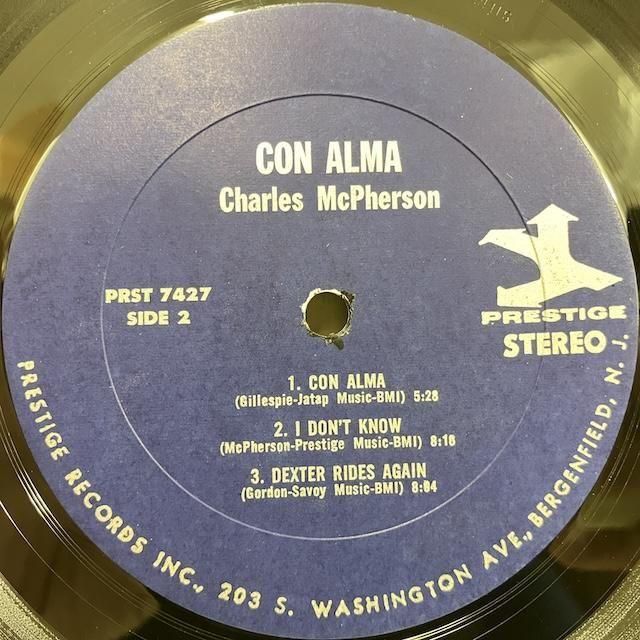 CON ALMA
Charles McPherson
PRST 7427
SIDE 2
PRESTIGE
STEREO
1. CON ALMA
(Gillespie-Jatap Music-BMI) 5:28
2. I DON'T KNOW
(McPherson-Prestige Music-BMI) 8:16
3. DEXTER RIDES AGAIN
(Gordon-Savoy Music-BMI) 8:04
PRESTIGE RECORDS INC., 203 S. WASHINGTON AVE., BERGENFIELD, N. J.